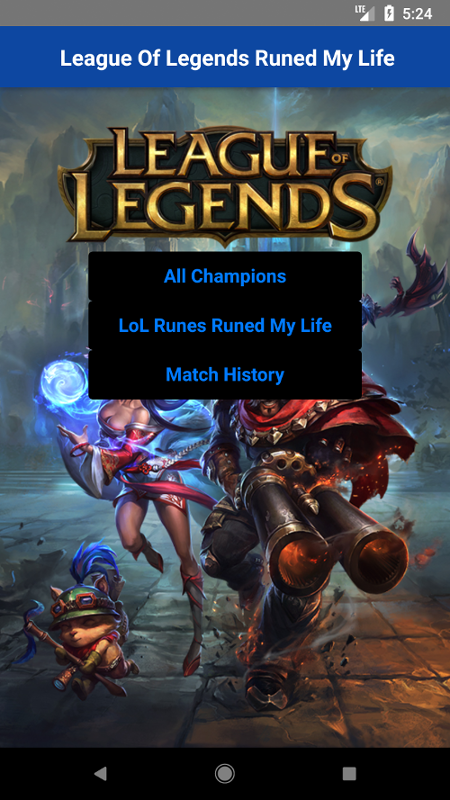 LTE
5:24
League Of Legends Runed My Life
LEAGUE OF
LEGENDS®
All Champions
LoL Runes Runed My Life
Match History